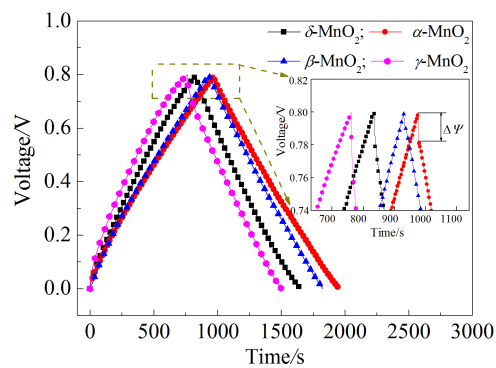 δ-MnO2; α-MnO2
β-MnO2; γ-MnO2
Voltage/V
1.0
0.8
0.6
0.4
0.2
0.0
0 500 1000 1500 2000 2500 3000
Time/s
Voltage/V
0.80
0.78
0.76
0.74
ΔΨ
700 800 900 1000 1100
Time/s